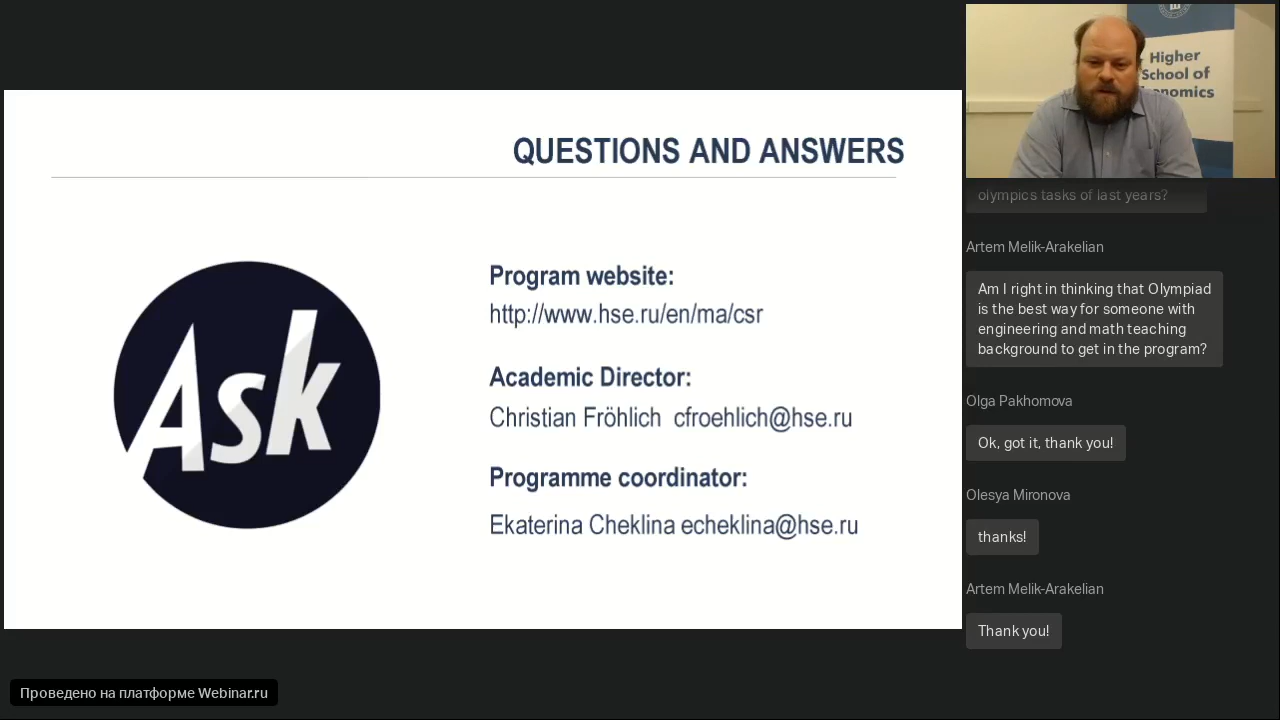 QUESTIONS AND ANSWERS
Ask
Program website:
http://www.hse.ru/en/ma/csr
Academic Director:
Christian Fröhlich cfroehlich@hse.ru
Programme coordinator:
Ekaterina Cheklina echeklina@hse.ru
Higher
School of
onomics
olympics tasks of last years?
Artem Melik-Arakelian
Am I right in thinking that Olympiad
is the best way for someone with
engineering and math teaching
background to get in the program?
Olga Pakhomova
Ok, got it, thank you!
Olesya Mironova
thanks!
Artem Melik-Arakelian
Thank you!
Проведено на платформе Webinar.ru